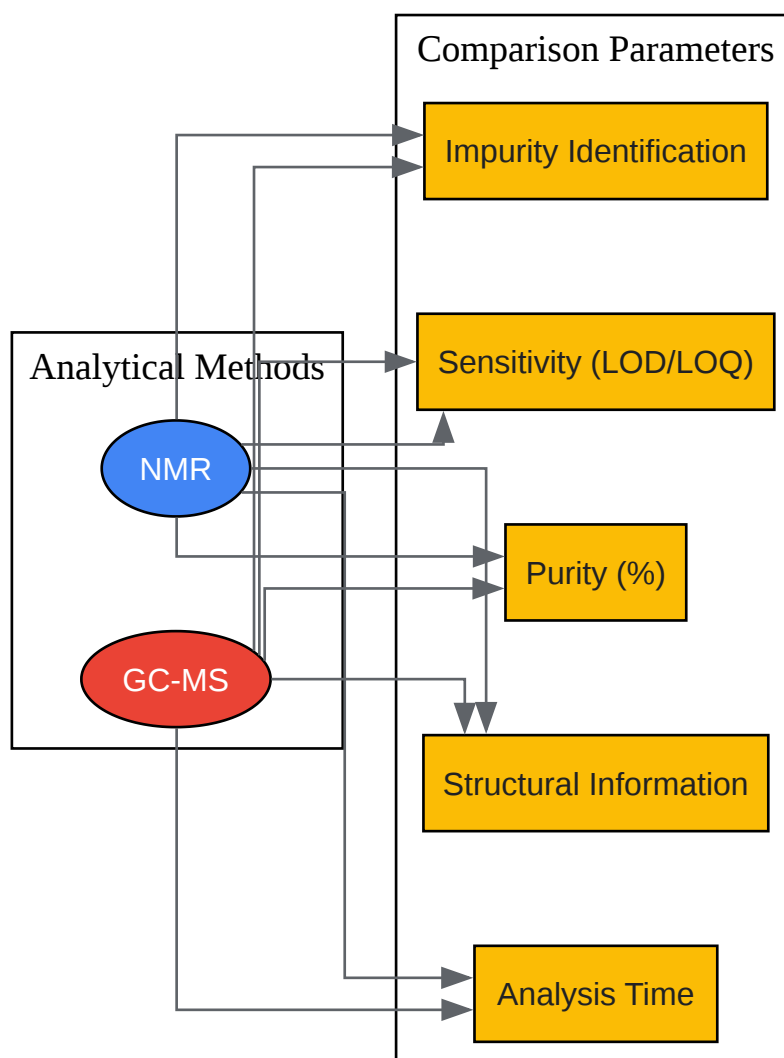 Comparison Parameters
Impurity Identification
Analytical Methods
Sensitivity (LOD/LOQ)
NMR
Purity (%)
GC-MS
Structural Information
Analysis Time